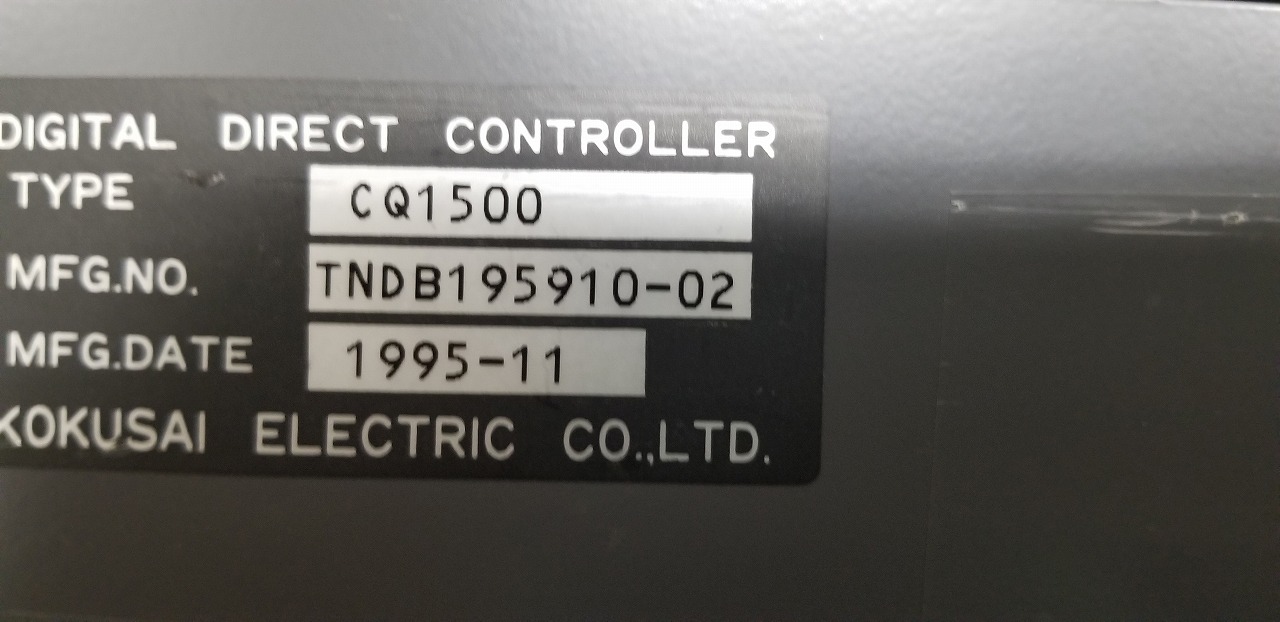 DIGITAL DIRECT CONTROLLER
TYPE CQ1500
MFG.NO. TNDB195910-02
MFG.DATE 1995-11
KOKUSAI ELECTRIC CO.,LTD.